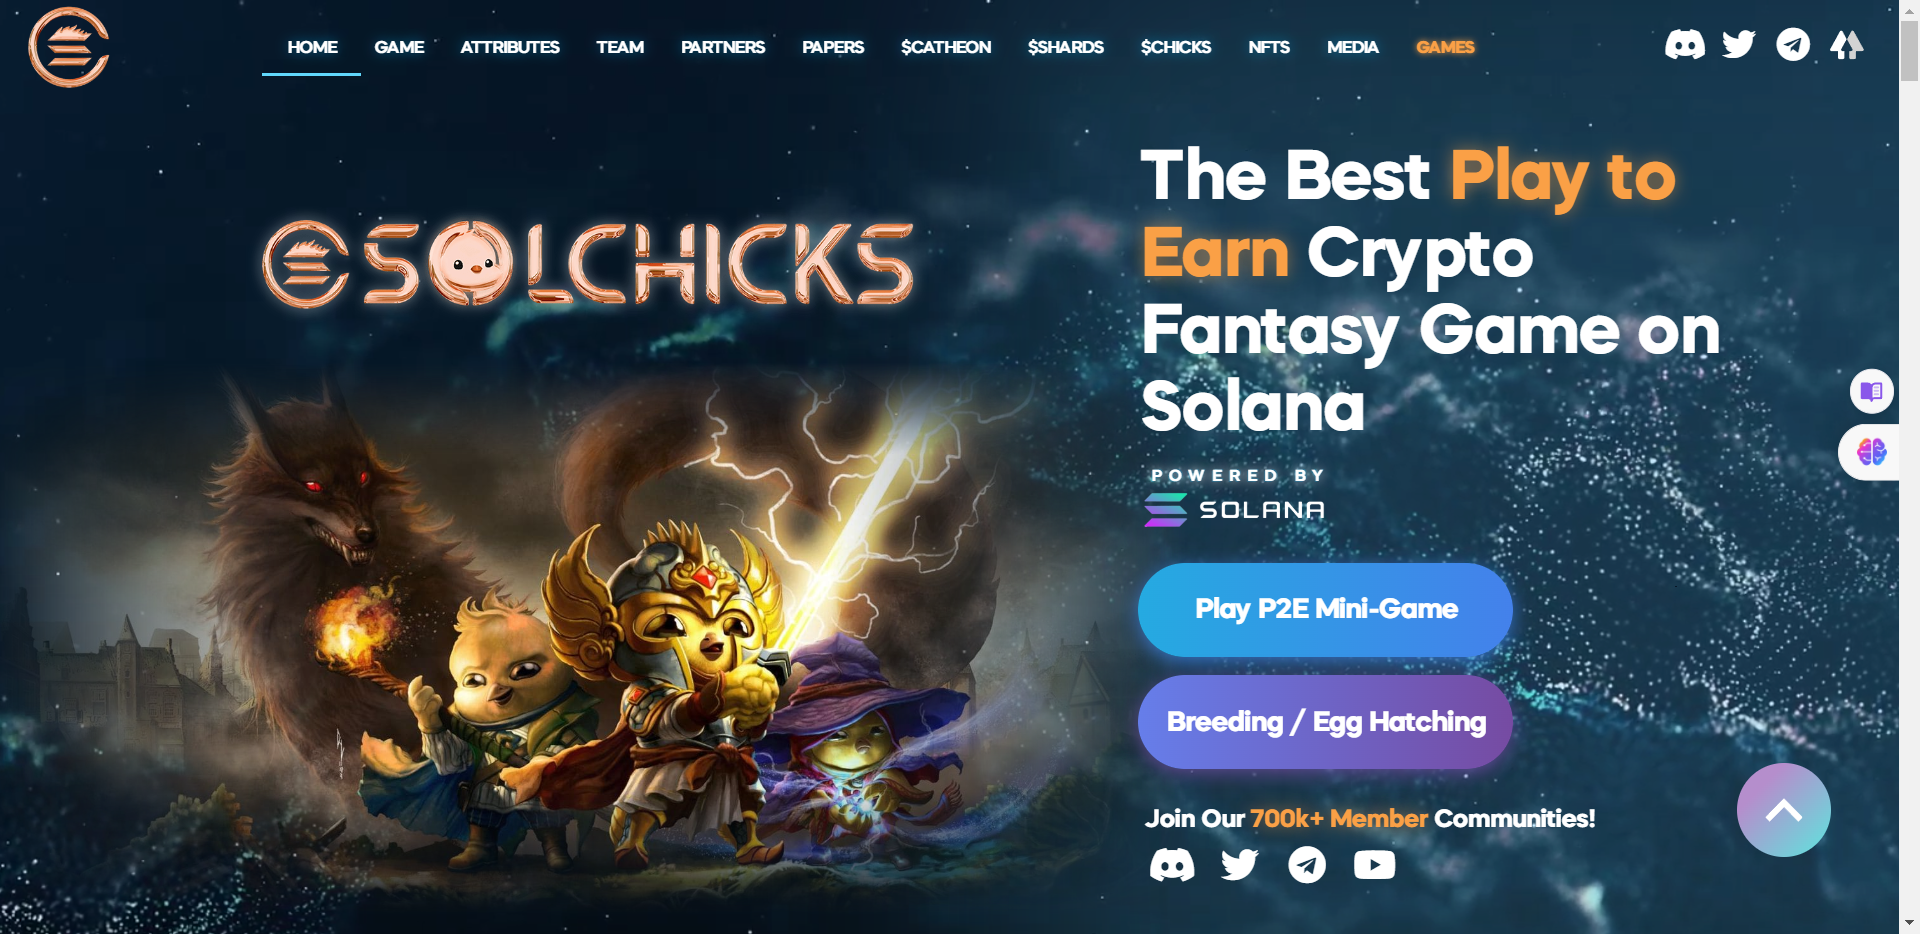 HOME GAME ATTRIBUTES TEAM PARTNERS PAPERS $CATHEON $SHARDS $CHICKS NFTS MEDIA GAMES
SOLCHICKS
The Best Play to
Earn Crypto
Fantasy Game on
Solana
POWERED BY
SOLANA
Play P2E Mini-Game
Breeding / Egg Hatching
Join Our 700k+ Member Communities!